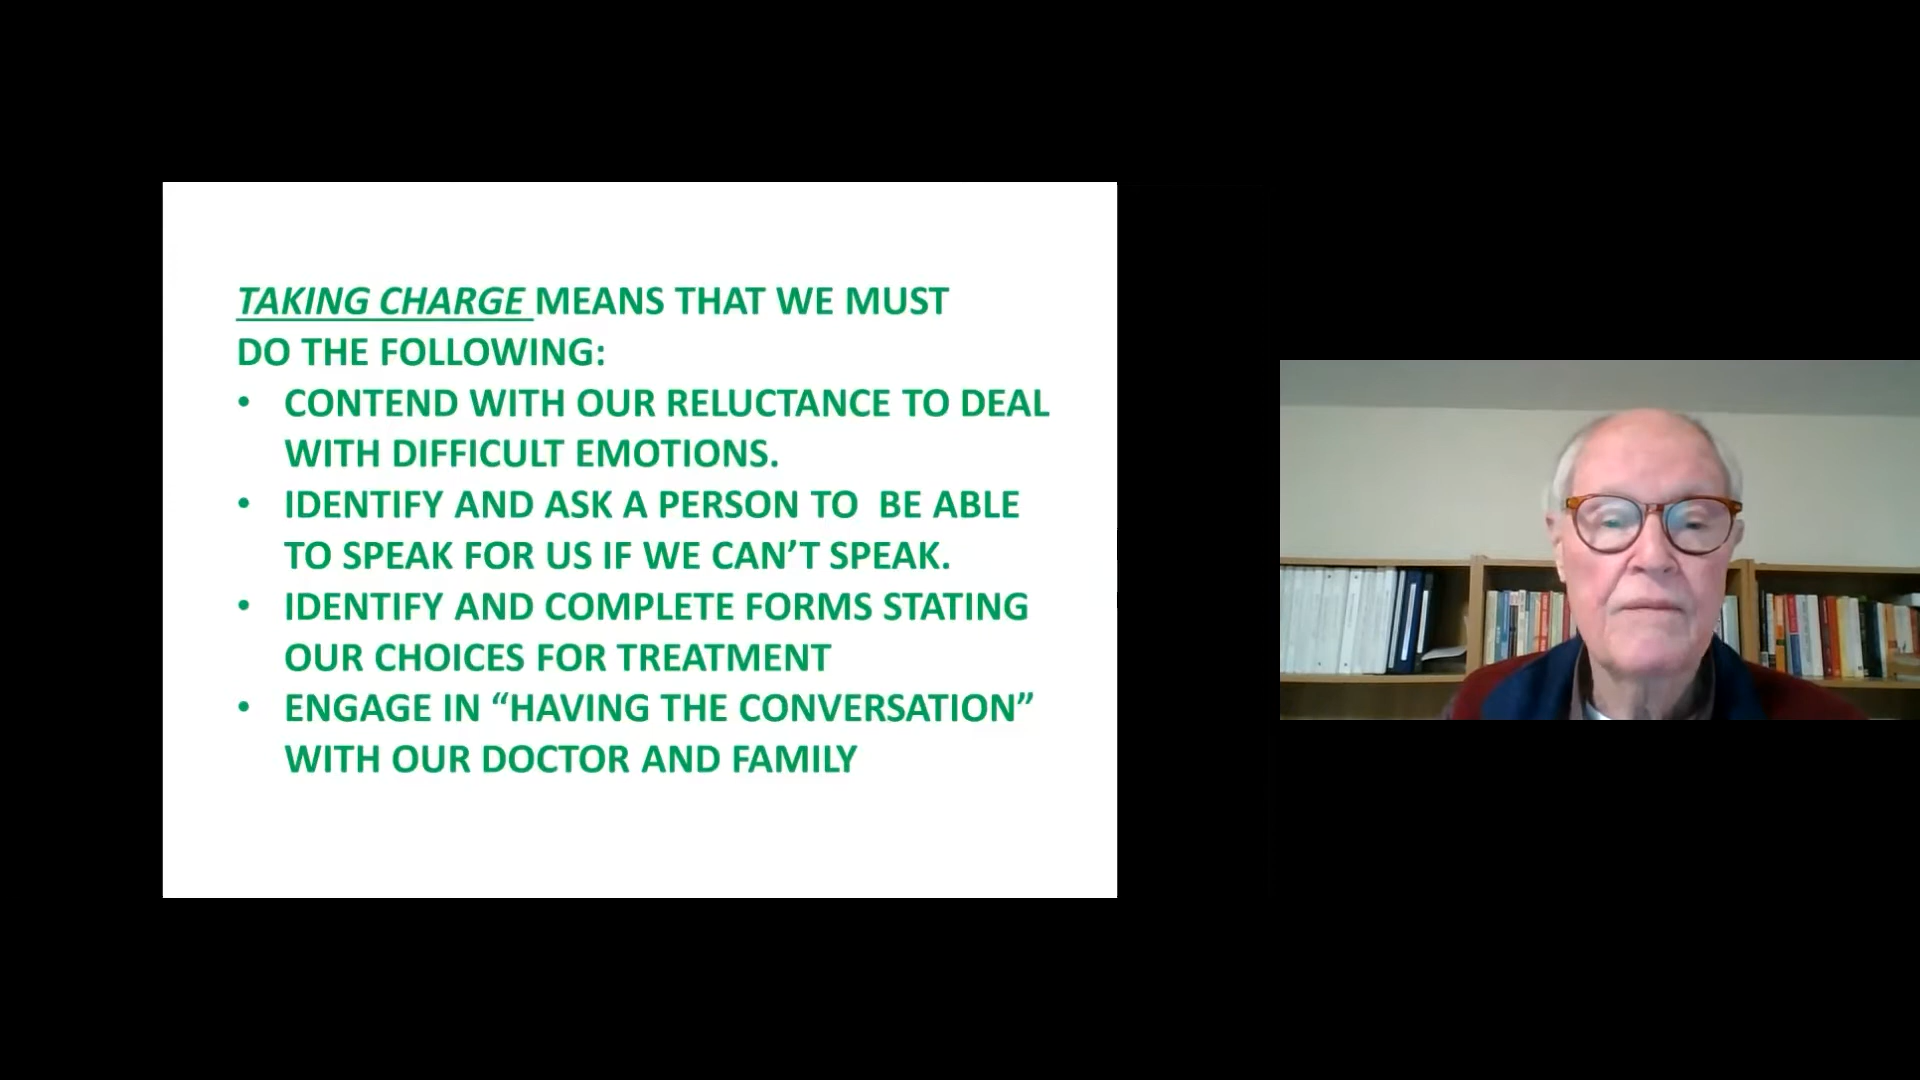 TAKING CHARGE MEANS THAT WE MUST
DO THE FOLLOWING:
• CONTEND WITH OUR RELUCTANCE TO DEAL
WITH DIFFICULT EMOTIONS.
• IDENTIFY AND ASK A PERSON TO  BE ABLE
TO SPEAK FOR US IF WE CAN’T SPEAK.
• IDENTIFY AND COMPLETE FORMS STATING
OUR CHOICES FOR TREATMENT
• ENGAGE IN “HAVING THE CONVERSATION”
WITH OUR DOCTOR AND FAMILY